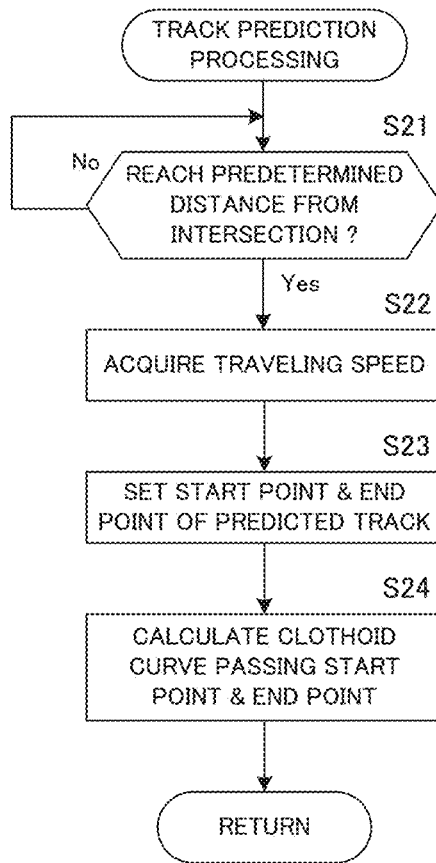 TRACK PREDICTION
PROCESSING
S21
No
REACH PREDETERMINED
DISTANCE FROM
INTERSECTION ?
Yes
S22
ACQUIRE TRAVELING SPEED
S23
SET START POINT & END
POINT OF PREDICTED TRACK
S24
CALCULATE CLOTHOID
CURVE PASSING START
POINT & END POINT
RETURN